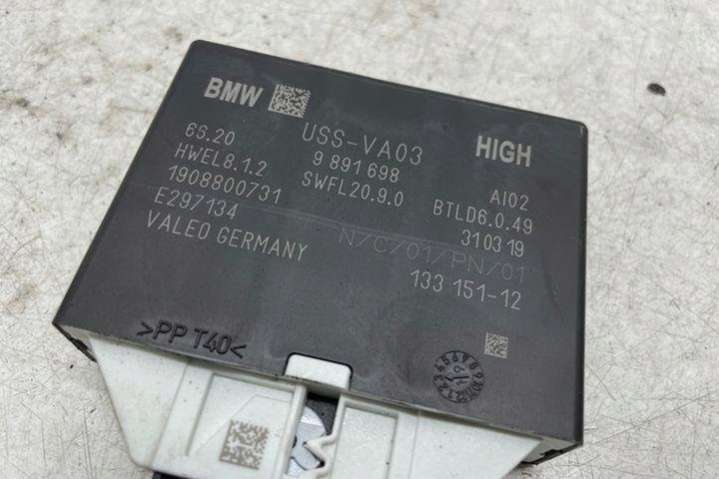 BMW
USS-VA03
HIGH
6S.20
9 891 698
HWEL8.1.2
SWFL20.9.0
AI02
1908800731
BTLD6.0.49
E297134
310319
VALEO GERMANY
N/C/01/PN/01
133 151-12
>PP T40<